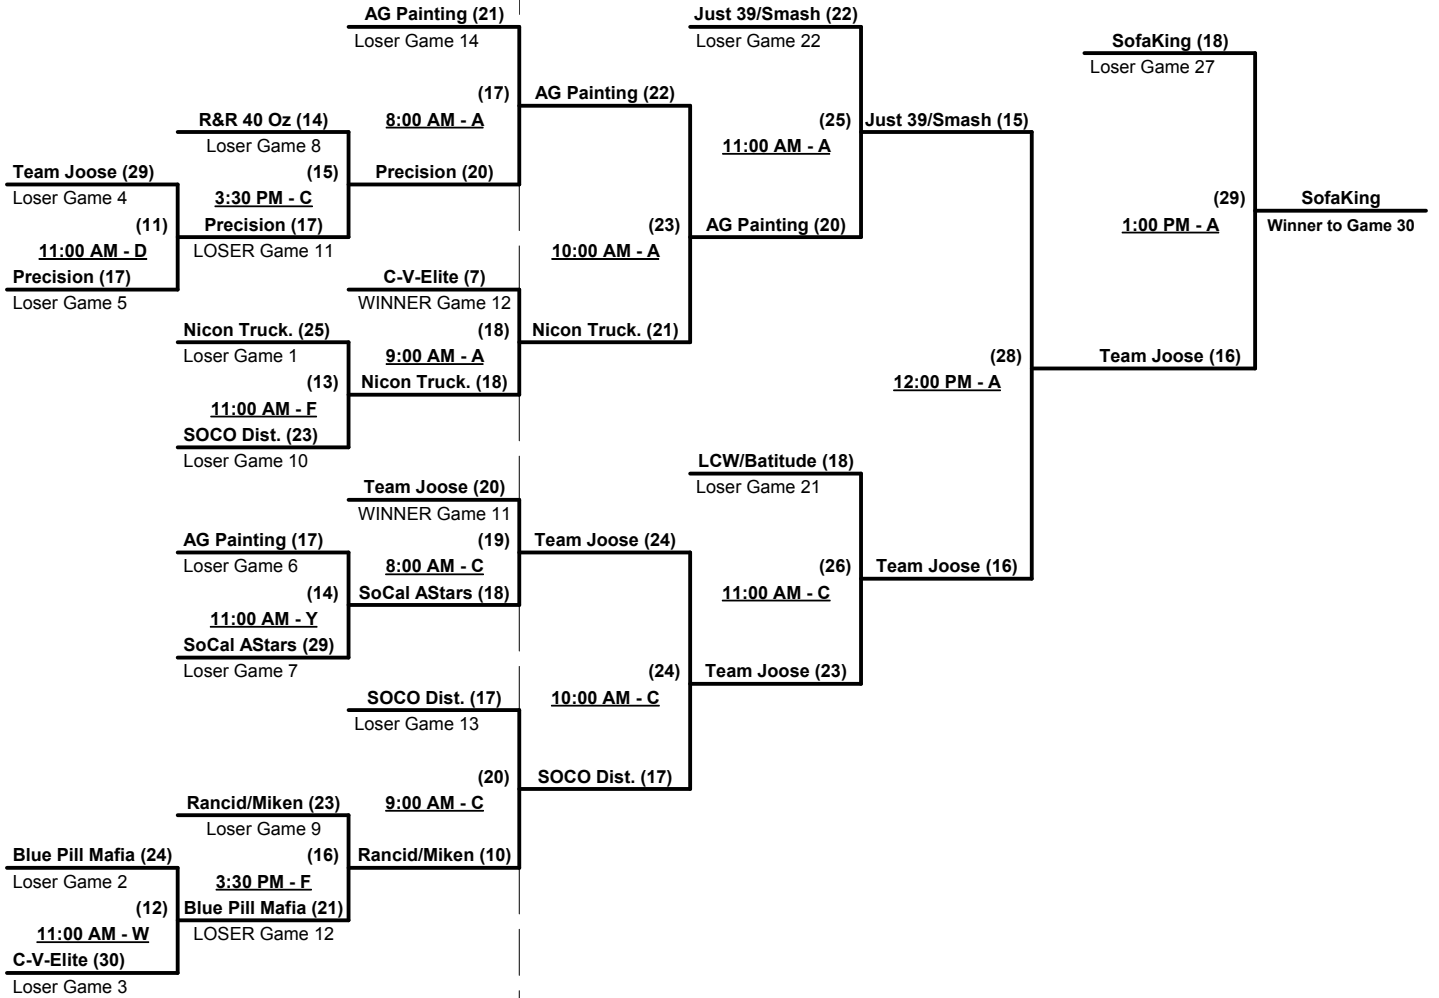 AG Painting (21)
Loser Game 14
Just 39/Smash (22)
Loser Game 22
SofaKing (18)
Loser Game 27
(17)
8:00 AM - A
AG Painting (22)
R&R 40 Oz (14)
Loser Game 8
(25)
11:00 AM - A
Just 39/Smash (15)
Team Joose (29)
Loser Game 4
(15)
3:30 PM - C
Precision (20)
(11)
11:00 AM - D
Precision (17)
LOSER Game 11
(23)
10:00 AM - A
AG Painting (20)
(29)
1:00 PM - A
SofaKing
Winner to Game 30
Precision (17)
Loser Game 5
C-V-Elite (7)
WINNER Game 12
Nicon Truck. (25)
Loser Game 1
(18)
9:00 AM - A
Nicon Truck. (21)
(13)
11:00 AM - F
Nicon Truck. (18)
(28)
12:00 PM - A
Team Joose (16)
SOCO Dist. (23)
Loser Game 10
LCW/Batitude (18)
Loser Game 21
Team Joose (20)
WINNER Game 11
AG Painting (17)
Loser Game 6
(19)
8:00 AM - C
Team Joose (24)
(26)
11:00 AM - C
Team Joose (16)
(14)
11:00 AM - Y
SoCal AStars (18)
SoCal AStars (29)
Loser Game 7
(24)
10:00 AM - C
Team Joose (23)
SOCO Dist. (17)
Loser Game 13
(20)
9:00 AM - C
SOCO Dist. (17)
Rancid/Miken (23)
Loser Game 9
Blue Pill Mafia (24)
Loser Game 2
(16)
3:30 PM - F
Rancid/Miken (10)
(12)
11:00 AM - W
Blue Pill Mafia (21)
LOSER Game 12
C-V-Elite (30)
Loser Game 3